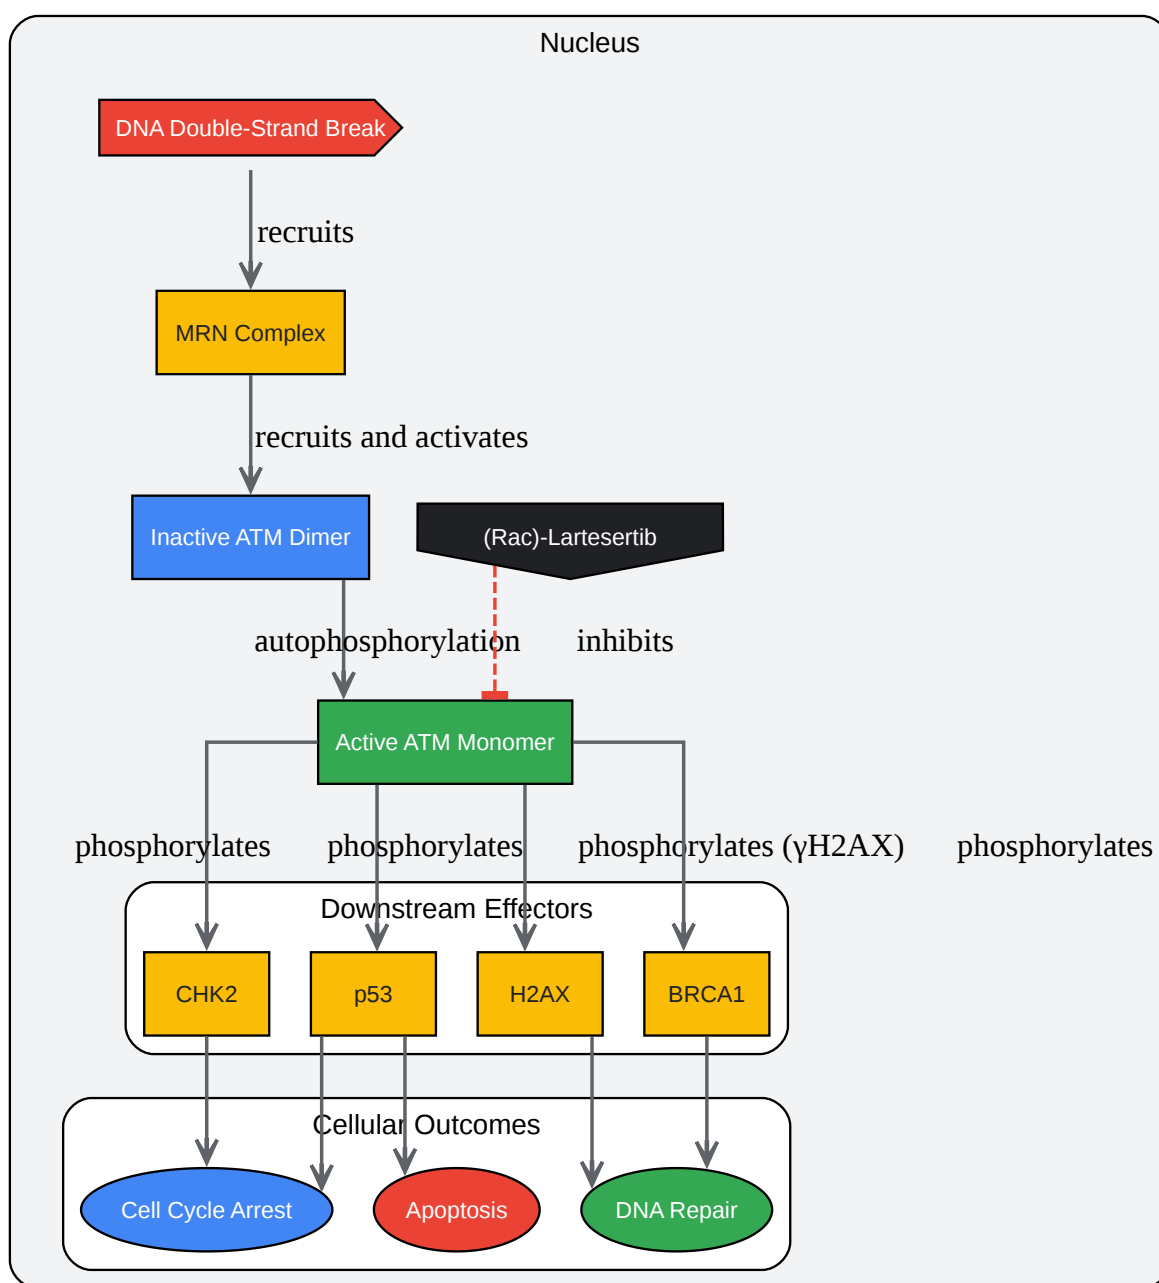 Nucleus
DNA Double-Strand Break
recruits
MRN Complex
recruits and activates
Inactive ATM Dimer
(Rac)-Lartesertib
autophosphorylation
inhibits
Active ATM Monomer
phosphorylates
phosphorylates
phosphorylates (γH2AX)
phosphorylates
Downstream Effectors
CHK2
p53
H2AX
BRCA1
Cellular Outcomes
Cell Cycle Arrest
Apoptosis
DNA Repair